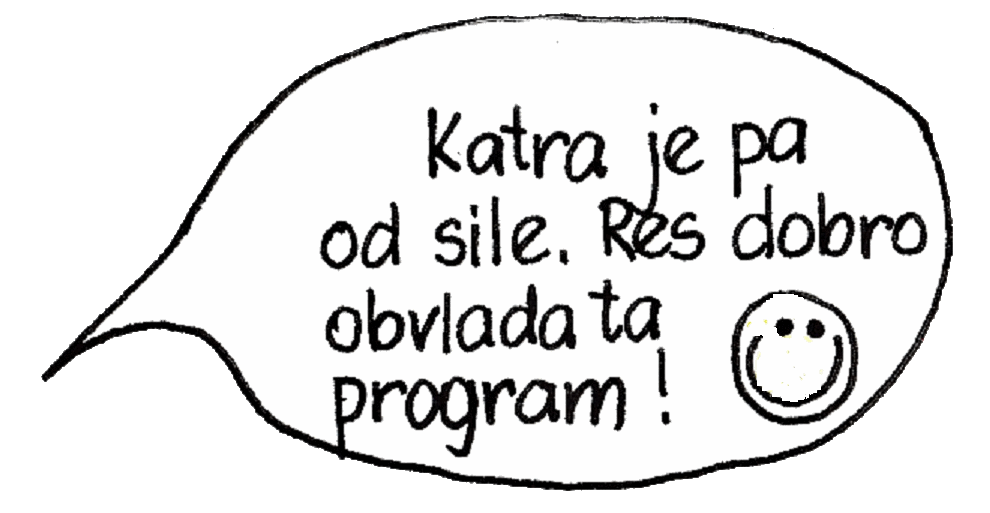 Katra je pa
od sile. Res dobro
obvlada ta
program!